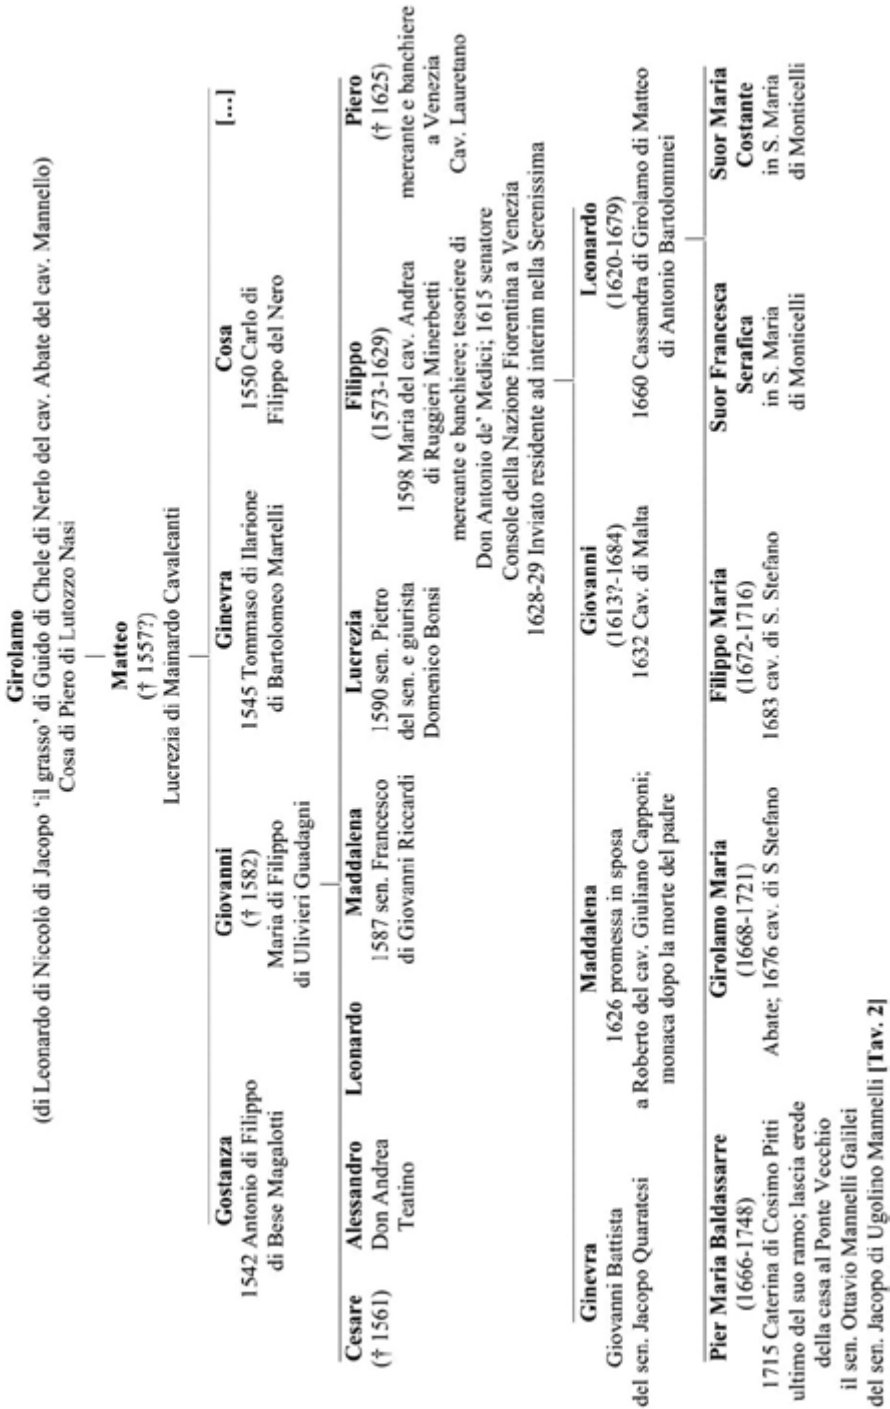 Girolamo
(di Leonardo di Niccolò di Jacopo ‘il grasso’ di Guido di Chele di Nerlo del cav. Abate del cav. Mannello)
Cosa di Piero di Lutozzo Nasi
Matteo
(† 1557?)
Lucrezia di Mainardo Cavalcanti
Gostanza
1542 Antonio di Filippo
di Bese Magalotti
Giovanni
(† 1582)
Maria di Filippo
di Ulivieri Guadagni
Ginevra
1545 Tommaso di Ilarione
di Bartolomeo Martelli
Cosa
1550 Carlo di
Filippo del Nero
[...]
Cesare
(† 1561)
Alessandro
Don Andrea
Teatino
Leonardo
Maddalena
1587 sen. Francesco
di Giovanni Riccardi
Lucrezia
1590 sen. Pietro
del sen. e giurista
Domenico Bonsi
Filippo
(1573-1629)
1598 Maria del cav. Andrea
di Ruggieri Minerbetti
mercante e banchiere; tesoriere di
Don Antonio de’ Medici; 1615 senatore
Console della Nazione Fiorentina a Venezia
1628-29 Inviato residente ad interim nella Serenissima
Piero
(† 1625)
mercante e banchiere
a Venezia
Cav. Lauretano
Ginevra
Giovanni Battista
del sen. Jacopo Quaratesi
Maddalena
1626 promessa in sposa
a Roberto del cav. Giuliano Capponi;
monaca dopo la morte del padre
Giovanni
(1613?-1684)
1632 Cav. di Malta
Leonardo
(1620-1679)
1660 Cassandra di Girolamo di Matteo
di Antonio Bartolommei
Pier Maria Baldassarre
(1666-1748)
1715 Caterina di Cosimo Pitti
ultimo del suo ramo; lascia erede
della casa al Ponte Vecchio
il sen. Ottavio Mannelli Galilei
del sen. Jacopo di Ugolino Mannelli [Tav. 2]
Girolamo Maria
(1668-1721)
Abate; 1676 cav. di S Stefano
Filippo Maria
(1672-1716)
1683 cav. di S. Stefano
Suor Francesca
Serafica
in S. Maria
di Monticelli
Suor Maria
Costante
in S. Maria
di Monticelli